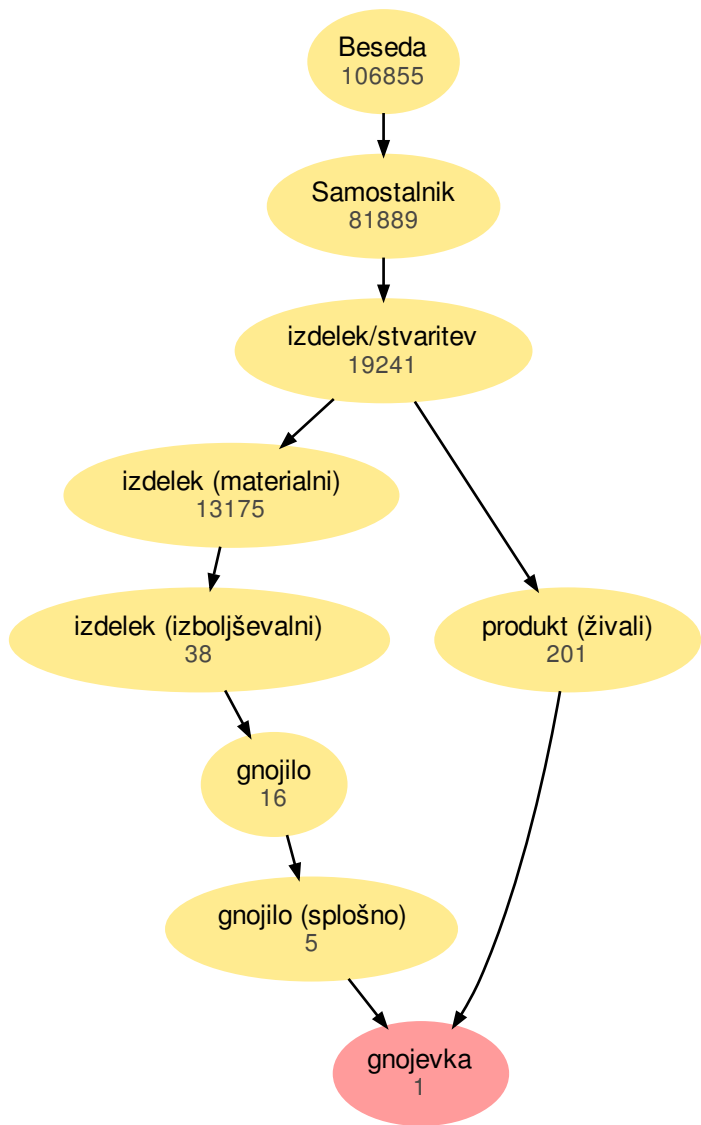 Beseda
106855
Samostalnik
81889
izdelek/stvaritev
19241
izdelek (materialni)
13175
izdelek (izboljševalni)
38
produkt (živali)
201
gnojilo
16
gnojilo (splošno)
5
gnojevka
1